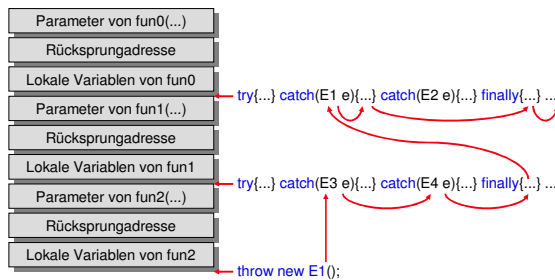 Parameter von fun0(...)
Rücksprungadresse
Lokale Variablen von fun0
try{...} catch(E1 e){...} catch(E2 e){...} finally{...} ...
Parameter von fun1(...)
Rücksprungadresse
Lokale Variablen von fun1
try{...} catch(E3 e){...} catch(E4 e){...} finally{...} ...
Parameter von fun2(...)
Rücksprungadresse
Lokale Variablen von fun2
throw new E1();